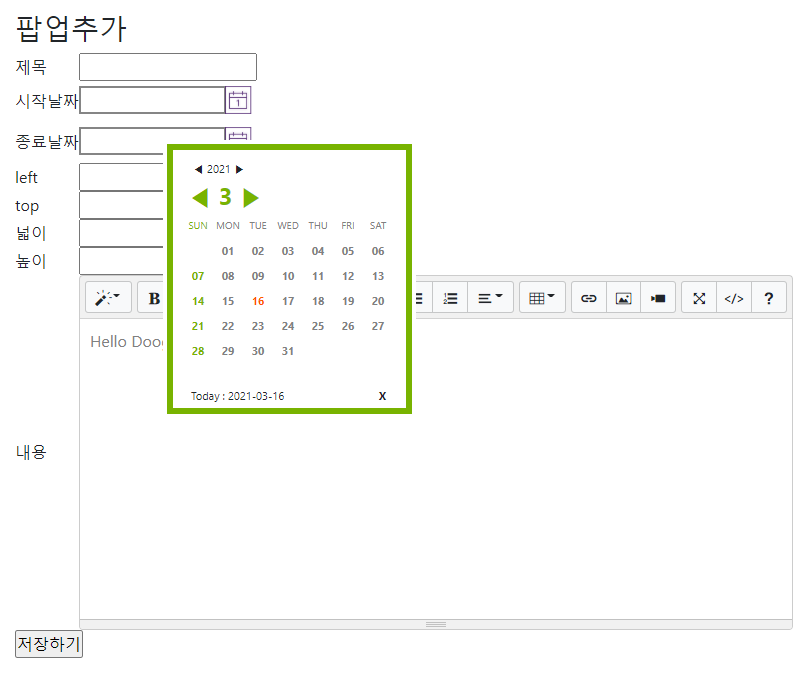 팝업추가
제목
시작날짜
종료날짜
left
top
넓이
높이
◀ 2021 ▶
◀ 3 ▶
SUN MON TUE WED THU FRI SAT
01 02 03 04 05 06
07 08 09 10 11 12 13
14 15 16 17 18 19 20
21 22 23 24 25 26 27
28 29 30 31
Today : 2021-03-16 X
B </> ?
Hello
내용
저장하기